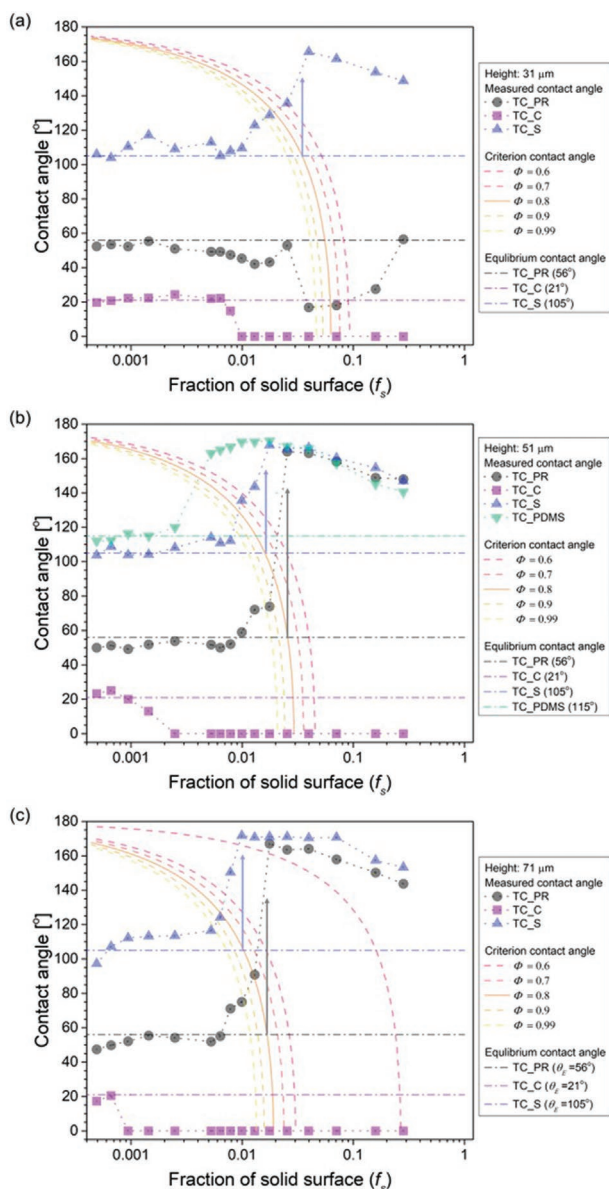 (a)
180
160
140
120
100
80
60
40
20
0
Contact angle [°]
0.001
0.01
0.1
1
Fraction of solid surface (fₛ)
Height: 31 μm
Measured contact angle
TC_PR
TC_C
TC_S
Criterion contact angle
Φ = 0.6
Φ = 0.7
Φ = 0.8
Φ = 0.9
Φ = 0.99
Equlibrium contact angle
TC_PR (56°)
TC_C (21°)
TC_S (105°)
(b)
180
160
140
120
100
80
60
40
20
0
Contact angle [°]
0.001
0.01
0.1
1
Fraction of solid surface (fₛ)
Height: 51 μm
Measured contact angle
TC_PR
TC_C
TC_S
TC_PDMS
Criterion contact angle
Φ = 0.6
Φ = 0.7
Φ = 0.8
Φ = 0.9
Φ = 0.99
Equilibrium contact angle
TC_PR (56°)
TC_C (21°)
TC_S (105°)
TC_PDMS (115°)
(c)
180
160
140
120
100
80
60
40
20
0
Contact angle [°]
0.001
0.01
0.1
1
Fraction of solid surface (fₛ)
Height: 71 μm
Measured contact angle
TC_PR
TC_C
TC_S
Criterion contact angle
Φ = 0.6
Φ = 0.7
Φ = 0.8
Φ = 0.9
Φ = 0.99
Equilibrium contact angle
TC_PR (θ_E =56°)
TC_C (θ_E =21°)
TC_S (θ_E =105°)